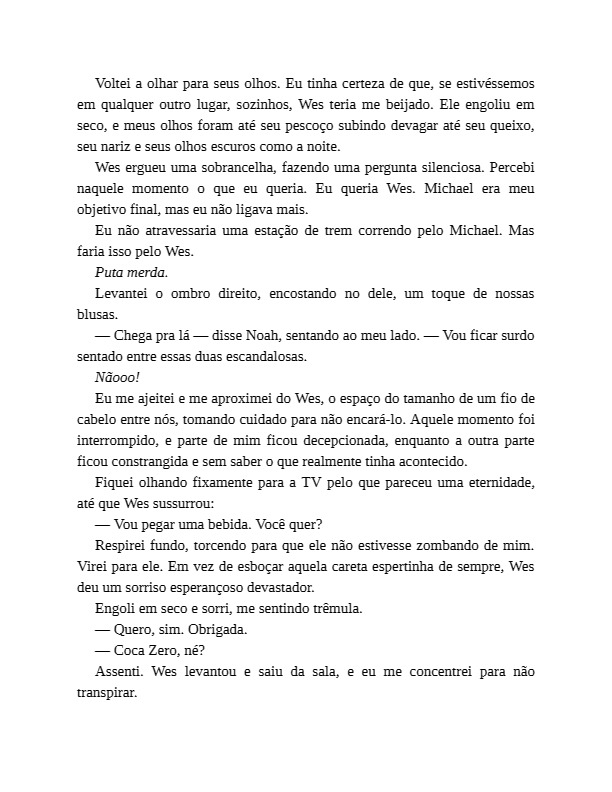 Voltei a olhar para seus olhos. Eu tinha certeza de que, se estivéssemos
em qualquer outro lugar, sozinhos, Wes teria me beijado. Ele engoliu em
seco, e meus olhos foram até seu pescoço subindo devagar até seu queixo,
seu nariz e seus olhos escuros como a noite.
Wes ergueu uma sobrancelha, fazendo uma pergunta silenciosa. Percebi
naquele momento o que eu queria. Eu queria Wes. Michael era meu
objetivo final, mas eu não ligava mais.
Eu não atravessaria uma estação de trem correndo pelo Michael. Mas
faria isso pelo Wes.
Puta merda.
Levantei o ombro direito, encostando no dele, um toque de nossas
blusas.
— Chega pra lá — disse Noah, sentando ao meu lado. — Vou ficar surdo
sentado entre essas duas escandalosas.
Nãooo!
Eu me ajeitei e me aproximei do Wes, o espaço do tamanho de um fio de
cabelo entre nós, tomando cuidado para não encará-lo. Aquele momento foi
interrompido, e parte de mim ficou decepcionada, enquanto a outra parte
ficou constrangida e sem saber o que realmente tinha acontecido.
Fiquei olhando fixamente para a TV pelo que pareceu uma eternidade,
até que Wes sussurrou:
— Vou pegar uma bebida. Você quer?
Respirei fundo, torcendo para que ele não estivesse zombando de mim.
Virei para ele. Em vez de esboçar aquela careta espertinha de sempre, Wes
deu um sorriso esperançoso devastador.
Engoli em seco e sorri, me sentindo trêmula.
— Quero, sim. Obrigada.
— Coca Zero, né?
Assenti. Wes levantou e saiu da sala, e eu me concentrei para não
transpirar.